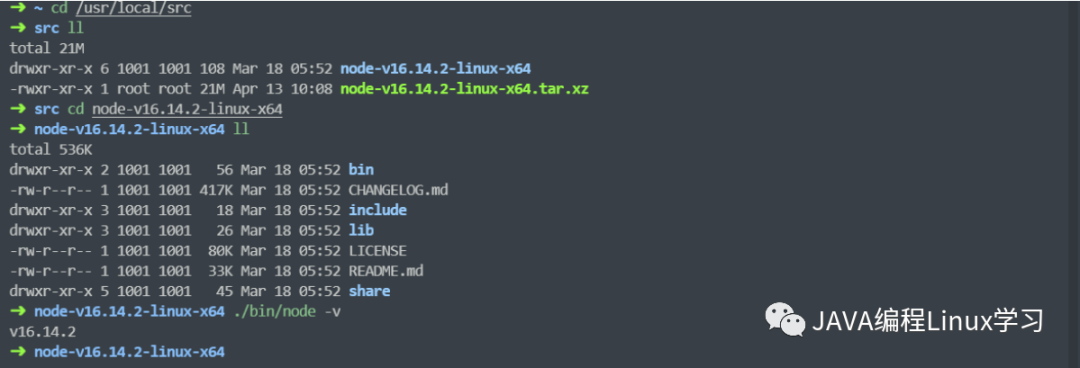 ➜ ~ cd /usr/local/src
➜ src ll
total 21M
drwxr-xr-x 6 1001 1001 108 Mar 18 05:52 node-v16.14.2-linux-x64
-rwxr-xr-x 1 root root 21M Apr 13 10:08 node-v16.14.2-linux-x64.tar.xz
➜ src cd node-v16.14.2-linux-x64
➜ node-v16.14.2-linux-x64 ll
total 536K
drwxr-xr-x 2 1001 1001   56 Mar 18 05:52 bin
-rw-r--r-- 1 1001 1001 417K Mar 18 05:52 CHANGELOG.md
drwxr-xr-x 3 1001 1001   18 Mar 18 05:52 include
drwxr-xr-x 3 1001 1001   26 Mar 18 05:52 lib
-rw-r--r-- 1 1001 1001  80K Mar 18 05:52 LICENSE
-rw-r--r-- 1 1001 1001  33K Mar 18 05:52 README.md
drwxr-xr-x 5 1001 1001   45 Mar 18 05:52 share
➜ node-v16.14.2-linux-x64 ./bin/node -v
v16.14.2
➜ node-v16.14.2-linux-x64
JAVA编程Linux学习